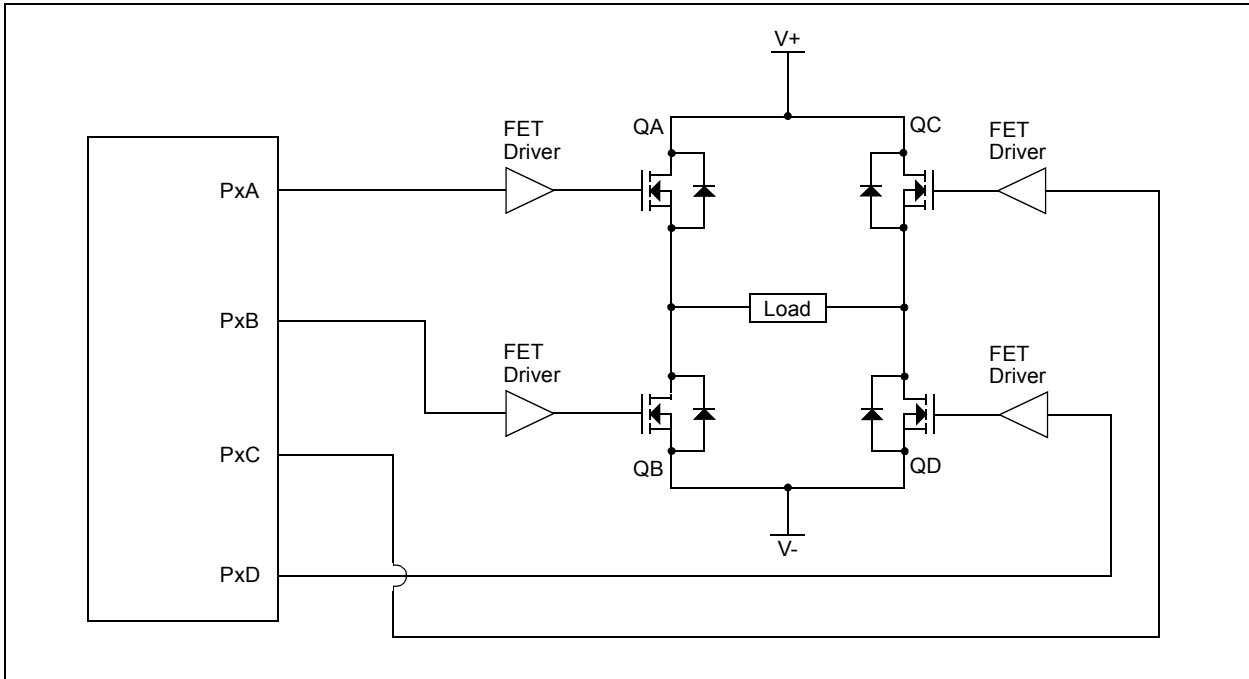 V+
FET
Driver
QA
QC
FET
Driver
PxA
PxB
Load
FET
Driver
FET
Driver
PxC
QB
QD
V-
PxD